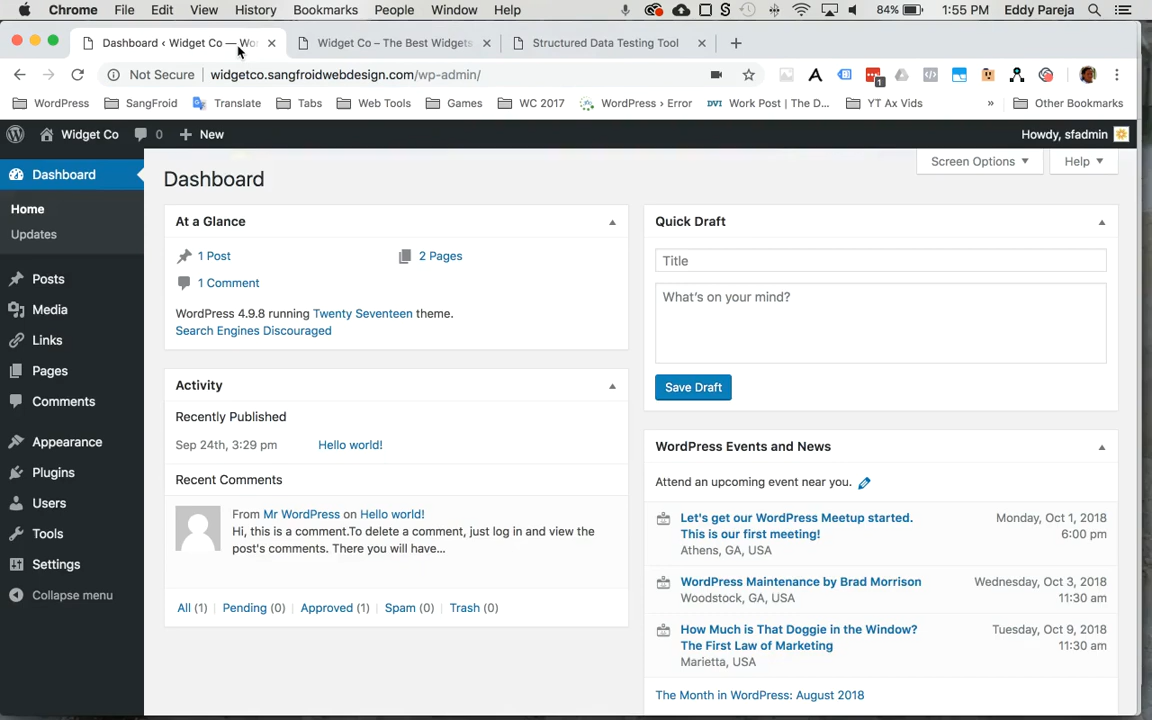 Chrome File Edit View History Bookmarks People Window Help 84% 1:55 PM Eddy Pareja
Dashboard ‹ Widget Co — Wo Widget Co – The Best Widgets Structured Data Testing Tool
Not Secure widgetco.sangfroidwebdesign.com/wp-admin/ 1
WordPress SangFroid Translate Tabs Web Tools Games WC 2017 WordPress › Error DVI Work Post | The D... YT Ax Vids » Other Bookmarks
Widget Co 0 + New Howdy, sfadmin
Dashboard
Home
Updates
Posts
Media
Links
Pages
Comments
Appearance
Plugins
Users
Tools
Settings
Collapse menu
Screen Options Help
Dashboard
At a Glance
1 Post 2 Pages
1 Comment
WordPress 4.9.8 running Twenty Seventeen theme.
Search Engines Discouraged
Activity
Recently Published
Sep 24th, 3:29 pm Hello world!
Recent Comments
From Mr WordPress on Hello world!
Hi, this is a comment.To delete a comment, just log in and view the
post's comments. There you will have...
All (1) | Pending (0) | Approved (1) | Spam (0) | Trash (0)
Quick Draft
Title
What's on your mind?
Save Draft
WordPress Events and News
Attend an upcoming event near you.
Let's get our WordPress Meetup started. Monday, Oct 1, 2018
This is our first meeting! 6:00 pm
Athens, GA, USA
WordPress Maintenance by Brad Morrison Wednesday, Oct 3, 2018
Woodstock, GA, USA 11:30 am
How Much is That Doggie in the Window? Tuesday, Oct 9, 2018
The First Law of Marketing 11:30 am
Marietta, USA
The Month in WordPress: August 2018